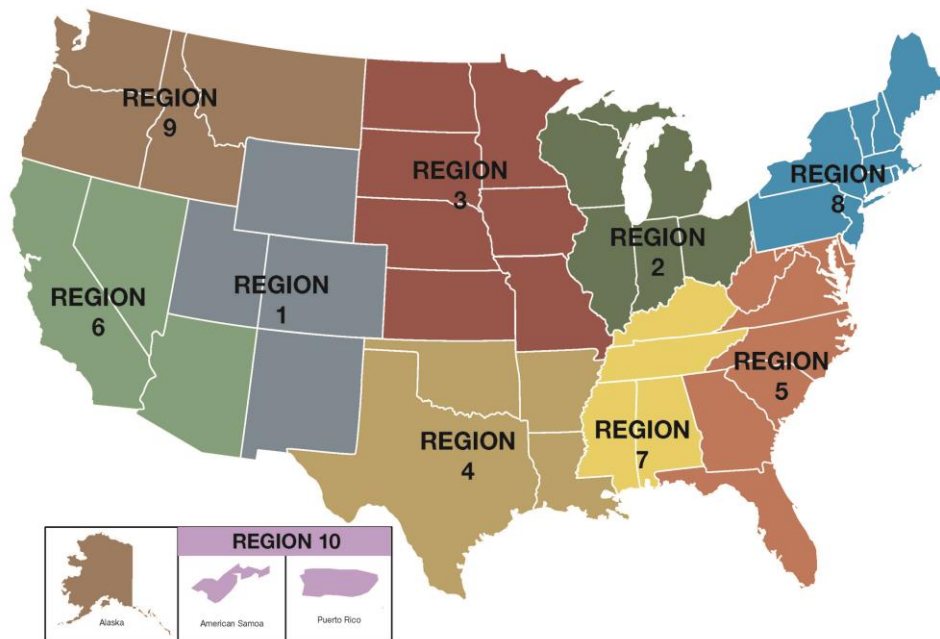 REGION
9
REGION
3
REGION
8
REGION
2
REGION
6
REGION
1
REGION
5
REGION
7
REGION
4
REGION 10
Alaska
American Samoa
Puerto Rico